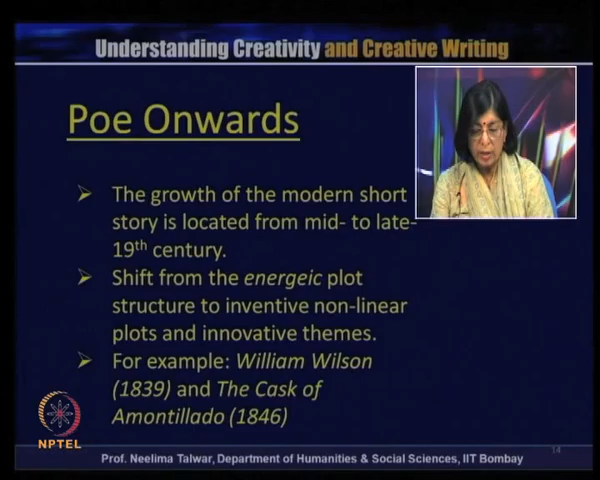 Understanding Creativity and Creative Writing
Poe Onwards
➢ The growth of the modern short
story is located from mid- to late-
19th century.
➢ Shift from the energeic plot
structure to inventive non-linear
plots and innovative themes.
➢ For example: William Wilson
(1839) and The Cask of
Amontillado (1846)
NPTEL
14
Prof. Neelima Talwar, Department of Humanities & Social Sciences, IIT Bombay